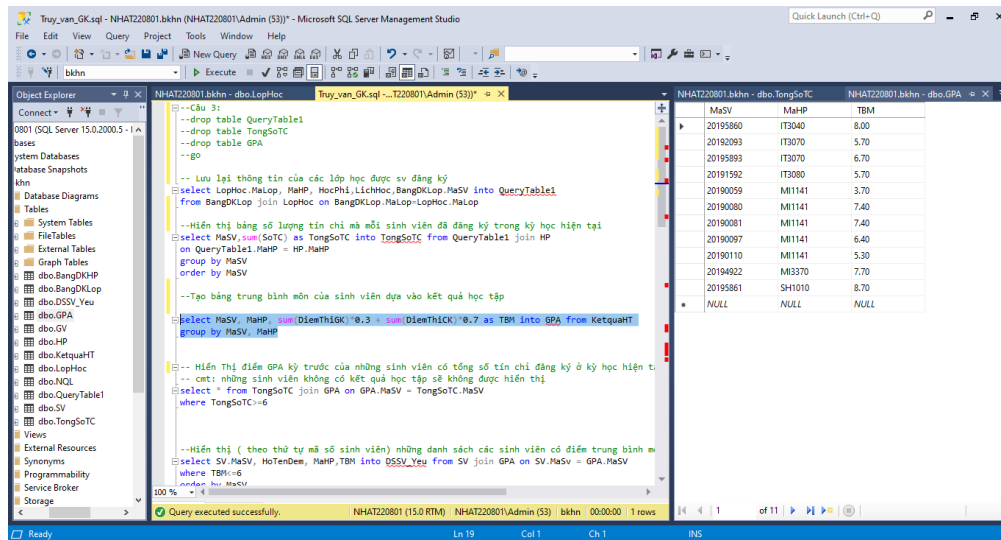 Truy_van_GK.sql - NHAT220801.bkhn (NHAT220801\Admin (53))* - Microsoft SQL Server Management Studio
Quick Launch (Ctrl+Q)
File Edit View Query Project Tools Window Help
New Query
bkhn
Execute
Object Explorer
NHAT220801.bkhn - dbo.LopHoc
Truy_van_GK.sql -...T220801\Admin (53))*
NHAT220801.bkhn - dbo.TongSoTC
NHAT220801.bkhn - dbo.GPA
Connect
0801 (SQL Server 15.0.2000.5 - I
bases
ystem Databases
atabase Snapshots
khn
Database Diagrams
Tables
System Tables
FileTables
External Tables
Graph Tables
dbo.BangDKHP
dbo.BangDKLop
dbo.DSSV_Yeu
dbo.GPA
dbo.GV
dbo.HP
dbo.KetquaHT
dbo.LopHoc
dbo.NQL
dbo.QueryTable1
dbo.SV
dbo.TongSoTC
Views
External Resources
Synonyms
Programmability
Service Broker
Storage
--Câu 3:
--drop table QueryTable1
--drop table TongSoTC
--drop table GPA
--go
-- Lưu lại thông tin của các lớp học được sv đăng ký
select LopHoc.MaLop, MaHP, HocPhi,LichHoc,BangDKLop.MaSV into QueryTable1
from BangDKLop join LopHoc on BangDKLop.MaLop=LopHoc.MaLop
--Hiển thị bảng số lượng tín chỉ mà mỗi sinh viên đã đăng ký trong kỳ học hiện tại
select MaSV,sum(SoTC) as TongSoTC into TongSoTC from QueryTable1 join HP
on QueryTable1.MaHP = HP.MaHP
group by MaSV
order by MaSV
--Tạo bảng trung bình môn của sinh viên dựa vào kết quả học tập
select MaSV, MaHP, sum(DiemThiGK)*0.3 + sum(DiemThiCK)*0.7 as TBM into GPA from KetquaHT
group by MaSV, MaHP
-- Hiển Thị điểm GPA kỳ trước của những sinh viên có tổng số tín chỉ đăng ký ở kỳ học hiện t
-- cmt: những sinh viên không có kết quả học tập sẽ không được hiển thị
select * from TongSoTC join GPA on GPA.MaSV = TongSoTC.MaSV
where TongSoTC>=6
--Hiển thị ( theo thứ tự mã số sinh viên) những danh sách các sinh viên có điểm trung bình m
select SV.MaSV, HoTenDem, MaHP,TBM into DSSV_Yeu from SV join GPA on SV.MaSv = GPA.MaSV
where TBM<=6
order by MaSV
100 %
Query executed successfully.
NHAT220801 (15.0 RTM) NHAT220801\Admin (53) bkhn 00:00:00 1 rows
MaSV MaHP TBM
20195860 IT3040 8.00
20192093 IT3070 5.70
20195893 IT3070 6.70
20191592 IT3080 5.70
20190059 MI1141 3.70
20190080 MI1141 7.40
20190081 MI1141 7.40
20190097 MI1141 6.40
20190110 MI1141 5.30
20194922 MI3370 7.70
20195861 SH1010 8.70
NULL NULL NULL
1 of 11
Ready Ln 19 Col 1 Ch 1 INS